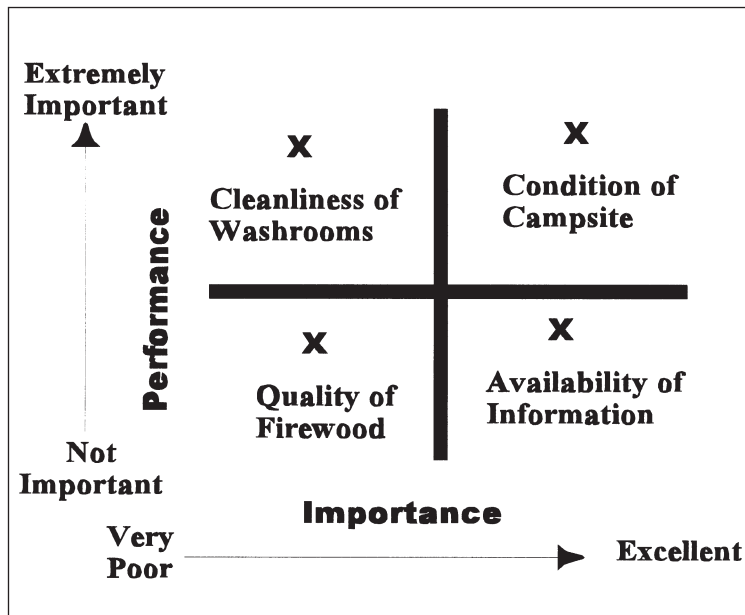 Extremely
Important
X
Cleanliness of
Washrooms
X
Condition of
Campsite
Performance
X
Quality of
Firewood
X
Availability of
Information
Not
Important
Importance
Very
Poor
Excellent